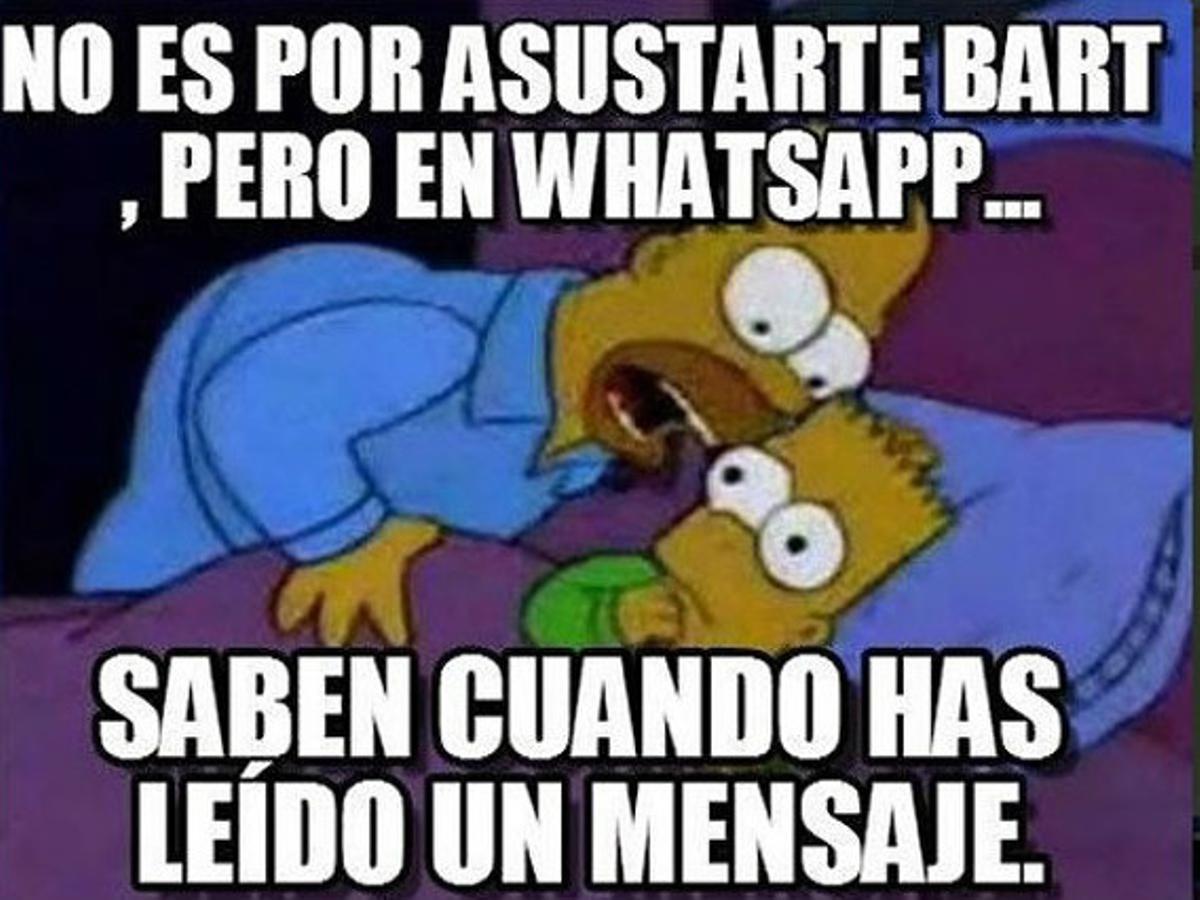 NO ES POR ASUSTARTE BART
, PERO EN WHATSAPP...
SABEN CUANDO HAS
LEÍDO UN MENSAJE.